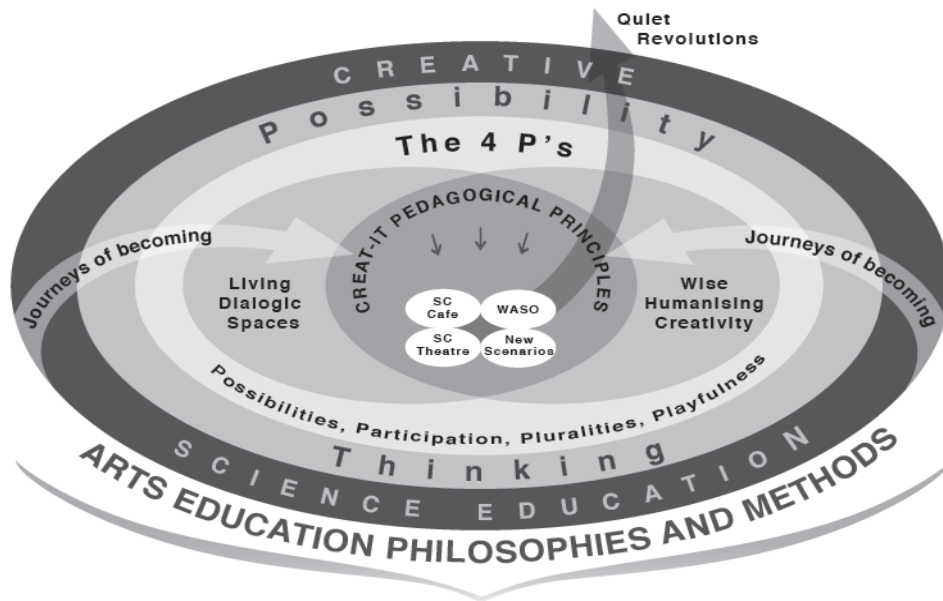 Quiet
Revolutions
CREATIVE
Possibility
The 4 P's
CREAT-IT PEDAGOGICAL PRINCIPLES
Journeys of becoming
Journeys of becoming
Living
Dialogic
Spaces
Wise
Humanising
Creativity
SC
Cafe
WASO
SC
Theatre
New
Scenarios
Possibilities, Participation, Pluralities, Playfulness
Thinking
SCIENCE EDUCATION
ARTS EDUCATION PHILOSOPHIES AND METHODS